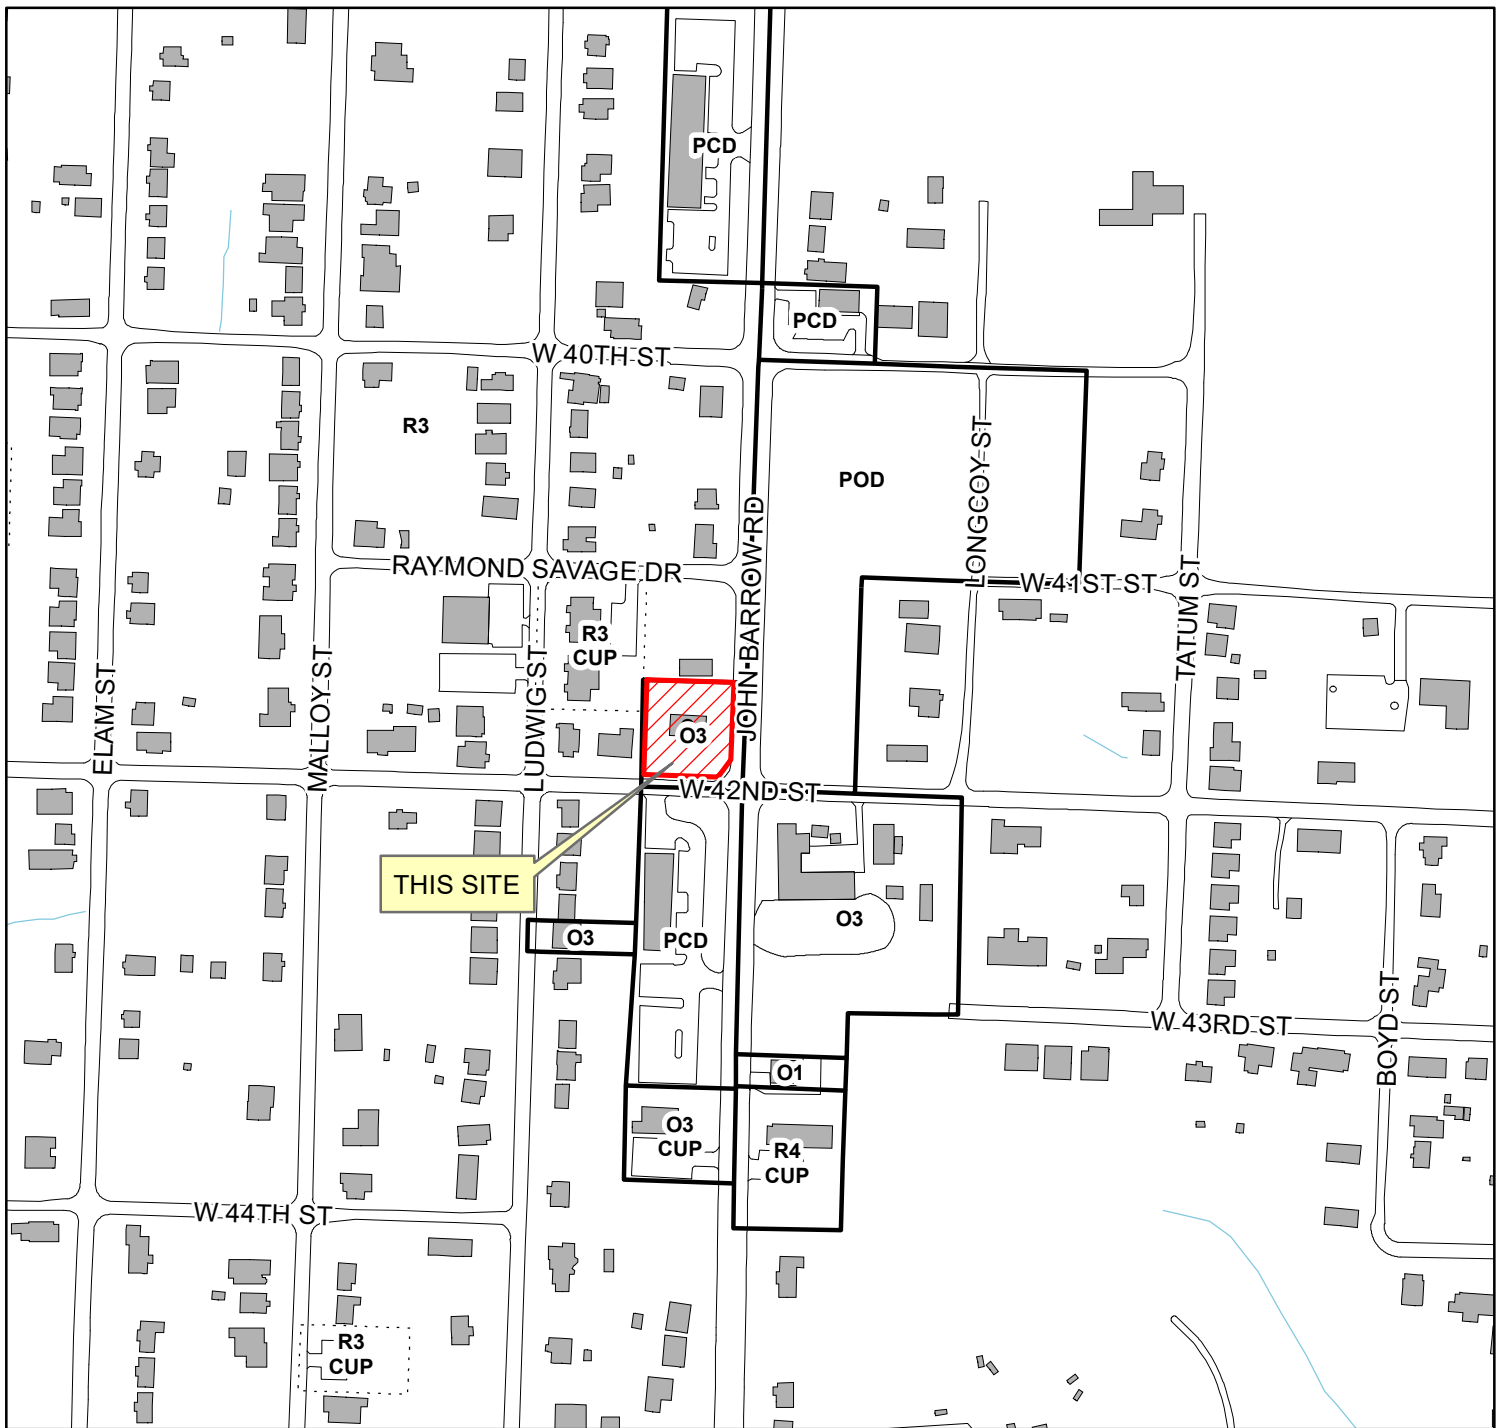 PCD
PCD
W 40TH ST
R3
POD
LONGCOY ST
JOHN BARROW RD
RAYMOND SAVAGE DR
W 41ST ST
TATUM ST
R3
CUP
ELAM ST
MALLOY ST
LUDWIG ST
O3
W 42ND ST
THIS SITE
O3
O3
PCD
W 43RD ST
BOYD ST
O1
O3
CUP
R4
CUP
W 44TH ST
R3
CUP